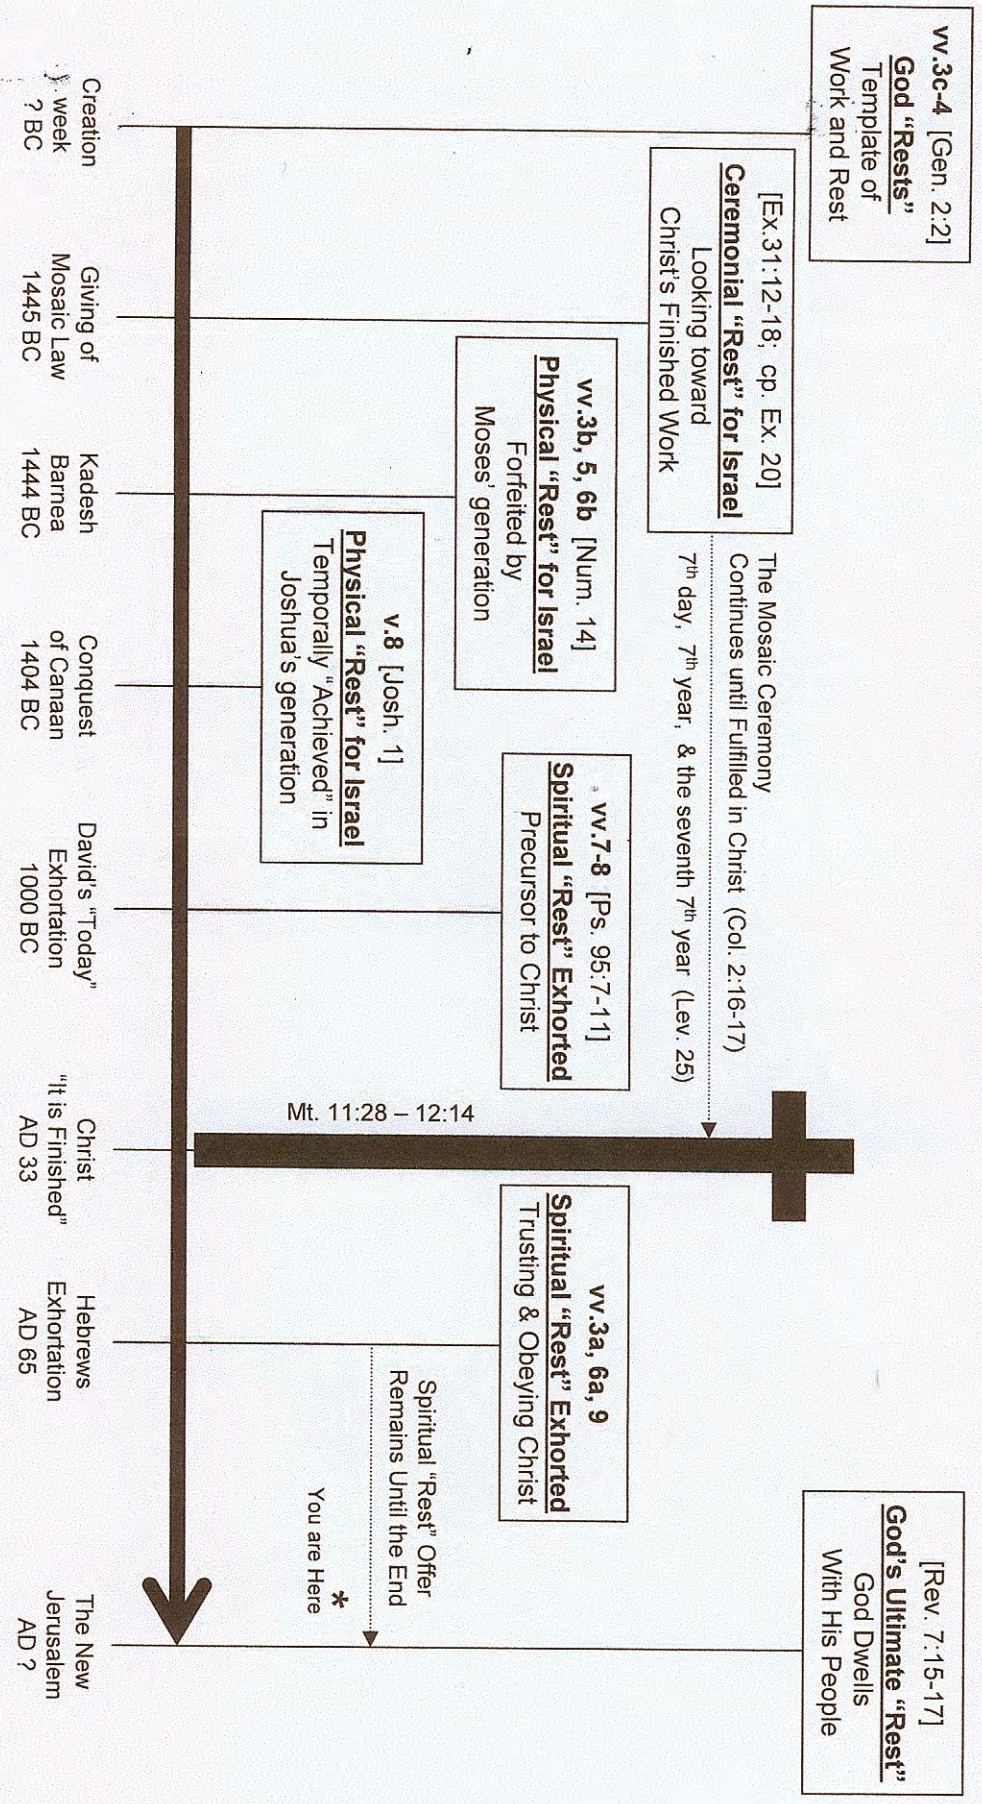 vv.3c-4 [Gen. 2:2]
God “Rests”
Template of
Work and Rest
[Ex.31:12-18; cp. Ex. 20]
Ceremonial “Rest” for Israel
Looking toward
Christ’s Finished Work
The Mosaic Ceremony
Continues until Fulfilled in Christ (Col. 2:16-17)
7th day, 7th year, & the seventh 7th year (Lev. 25)
vv.3b, 5, 6b [Num. 14]
Physical “Rest” for Israel
Forfeited by
Moses’ generation
v.8 [Josh. 1]
Physical “Rest” for Israel
Temporally “Achieved” in
Joshua’s generation
vv.7-8 [Ps. 95:7-11]
Spiritual “Rest” Exhorted
Precursor to Christ
Mt. 11:28 – 12:14
vv.3a, 6a, 9
Spiritual “Rest” Exhorted
Trusting & Obeying Christ
Spiritual “Rest” Offer
Remains Until the End
*
You are Here
[Rev. 7:15-17]
God’s Ultimate “Rest”
God Dwells
With His People
Creation
week
? BC
Giving of
Mosaic Law
1445 BC
Kadesh
Barnea
1444 BC
Conquest
of Canaan
1404 BC
David’s “Today”
Exhortation
1000 BC
Christ
“It is Finished”
AD 33
Hebrews
Exhortation
AD 65
The New
Jerusalem
AD ?